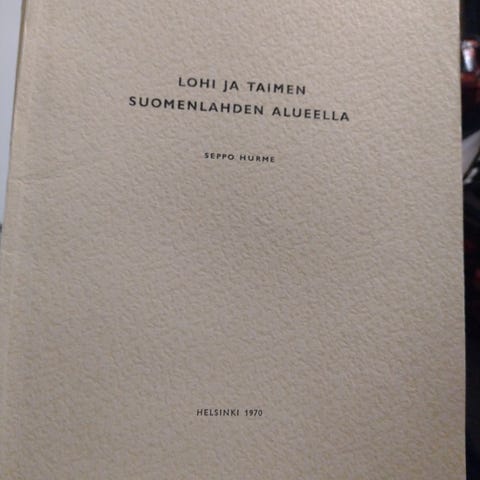 LOHI JA TAIMEN
SUOMENLAHDEN ALUEELLA
SEPPO HURME
HELSINKI 1970